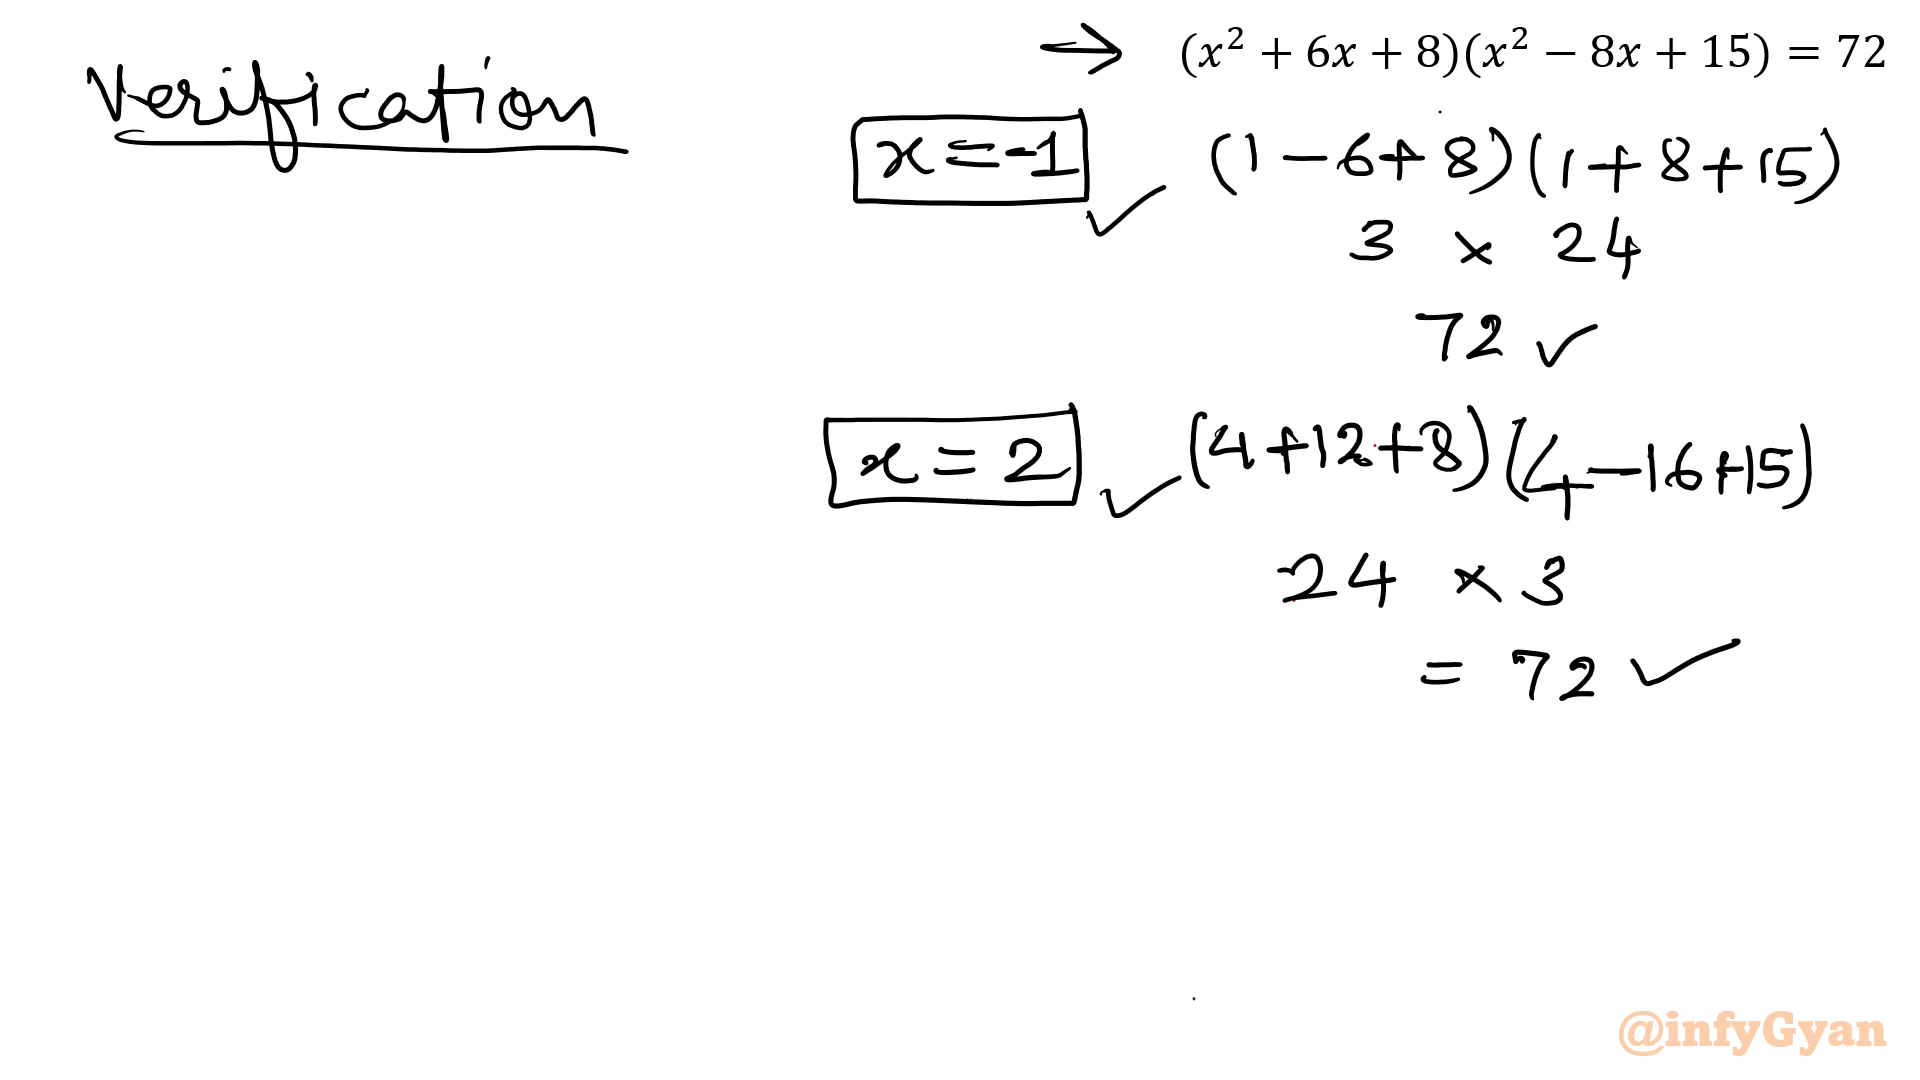 Verification
→ (x² + 6x + 8)(x² − 8x + 15) = 72
x = -1 ✓ (1 − 6 + 8)(1 + 8 + 15)
3 × 24
72 ✓
x = 2 ✓ (4 + 12 + 8)(4 − 16 + 15)
24 × 3
= 72 ✓
@infyGyan